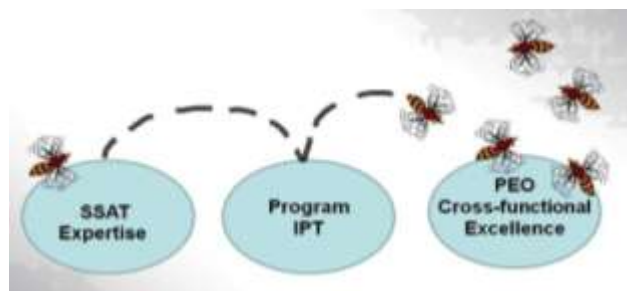 SSAT
Expertise
Program
IPT
PEO
Cross-functional
Excellence